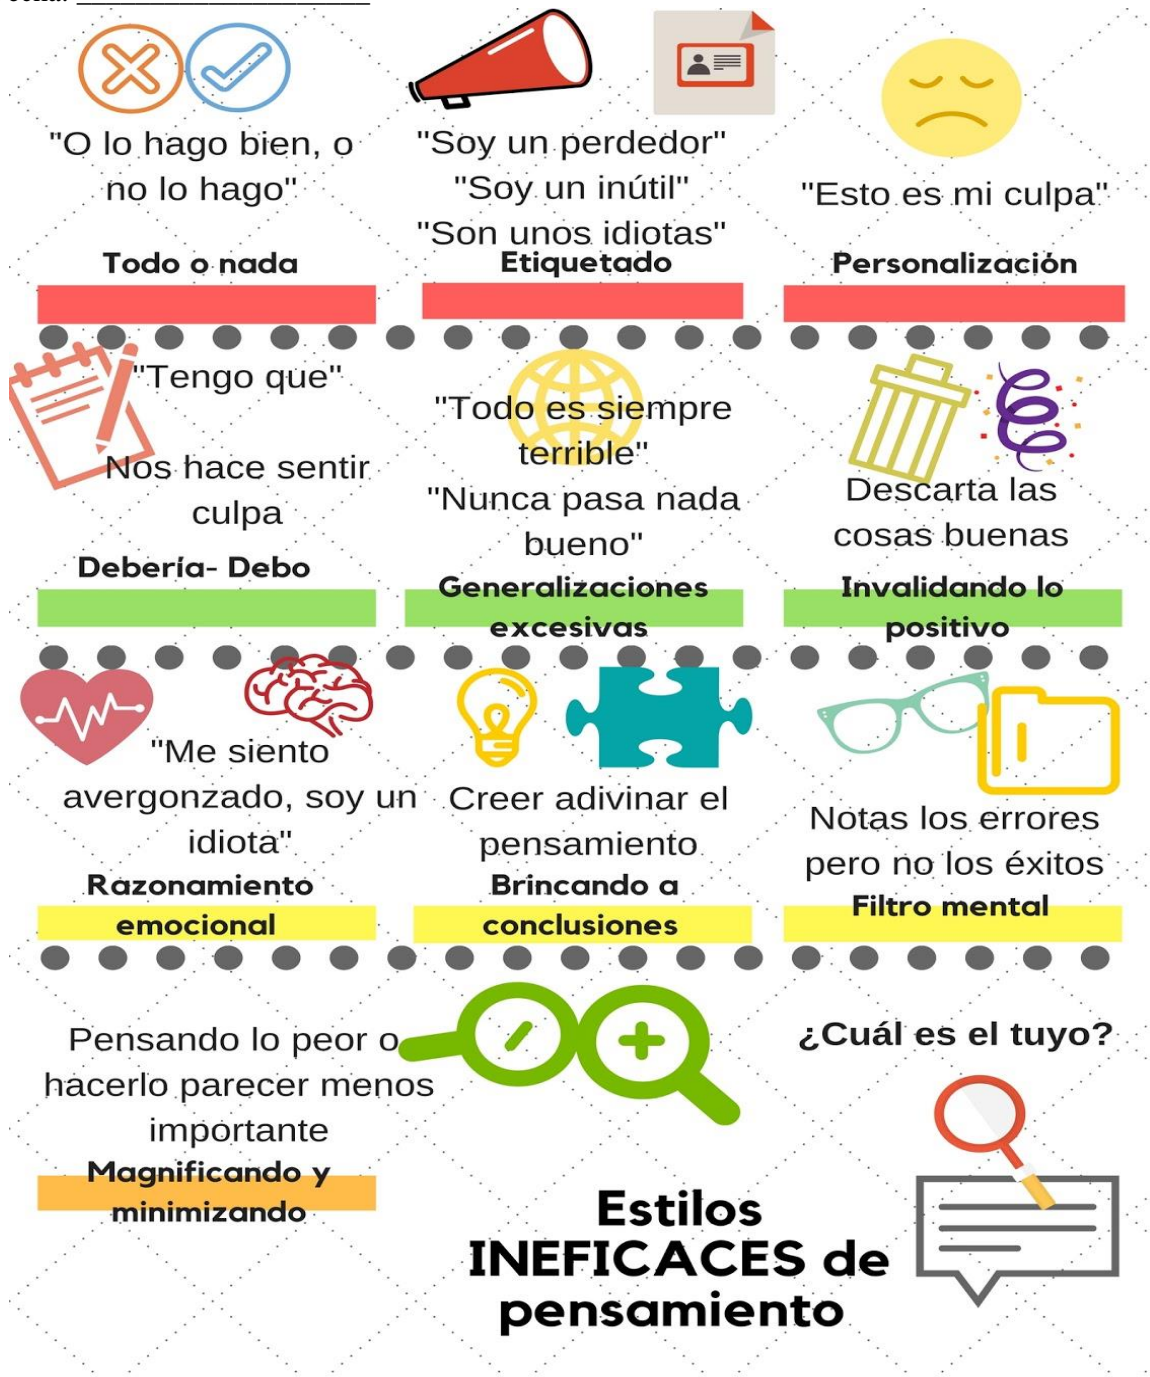 "O lo hago bien, o
no lo hago"
Todo o nada
"Soy un perdedor"
"Soy un inútil"
"Son unos idiotas"
Etiquetado
"Esto es mi culpa"
Personalización
"Tengo que"
Nos hace sentir
culpa
Debería- Debo
"Todo es siempre
terrible"
"Nunca pasa nada
bueno"
Generalizaciones
excesivas
Descarta las
cosas buenas
Invalidando lo
positivo
"Me siento
avergonzado, soy un
idiota"
Razonamiento
emocional
Creer adivinar el
pensamiento
Brincando a
conclusiones
Notas los errores
pero no los éxitos
Filtro mental
Pensando lo peor o
hacerlo parecer menos
importante
Magnificando y
minimizando
¿Cuál es el tuyo?
Estilos
INEFICACES de
pensamiento